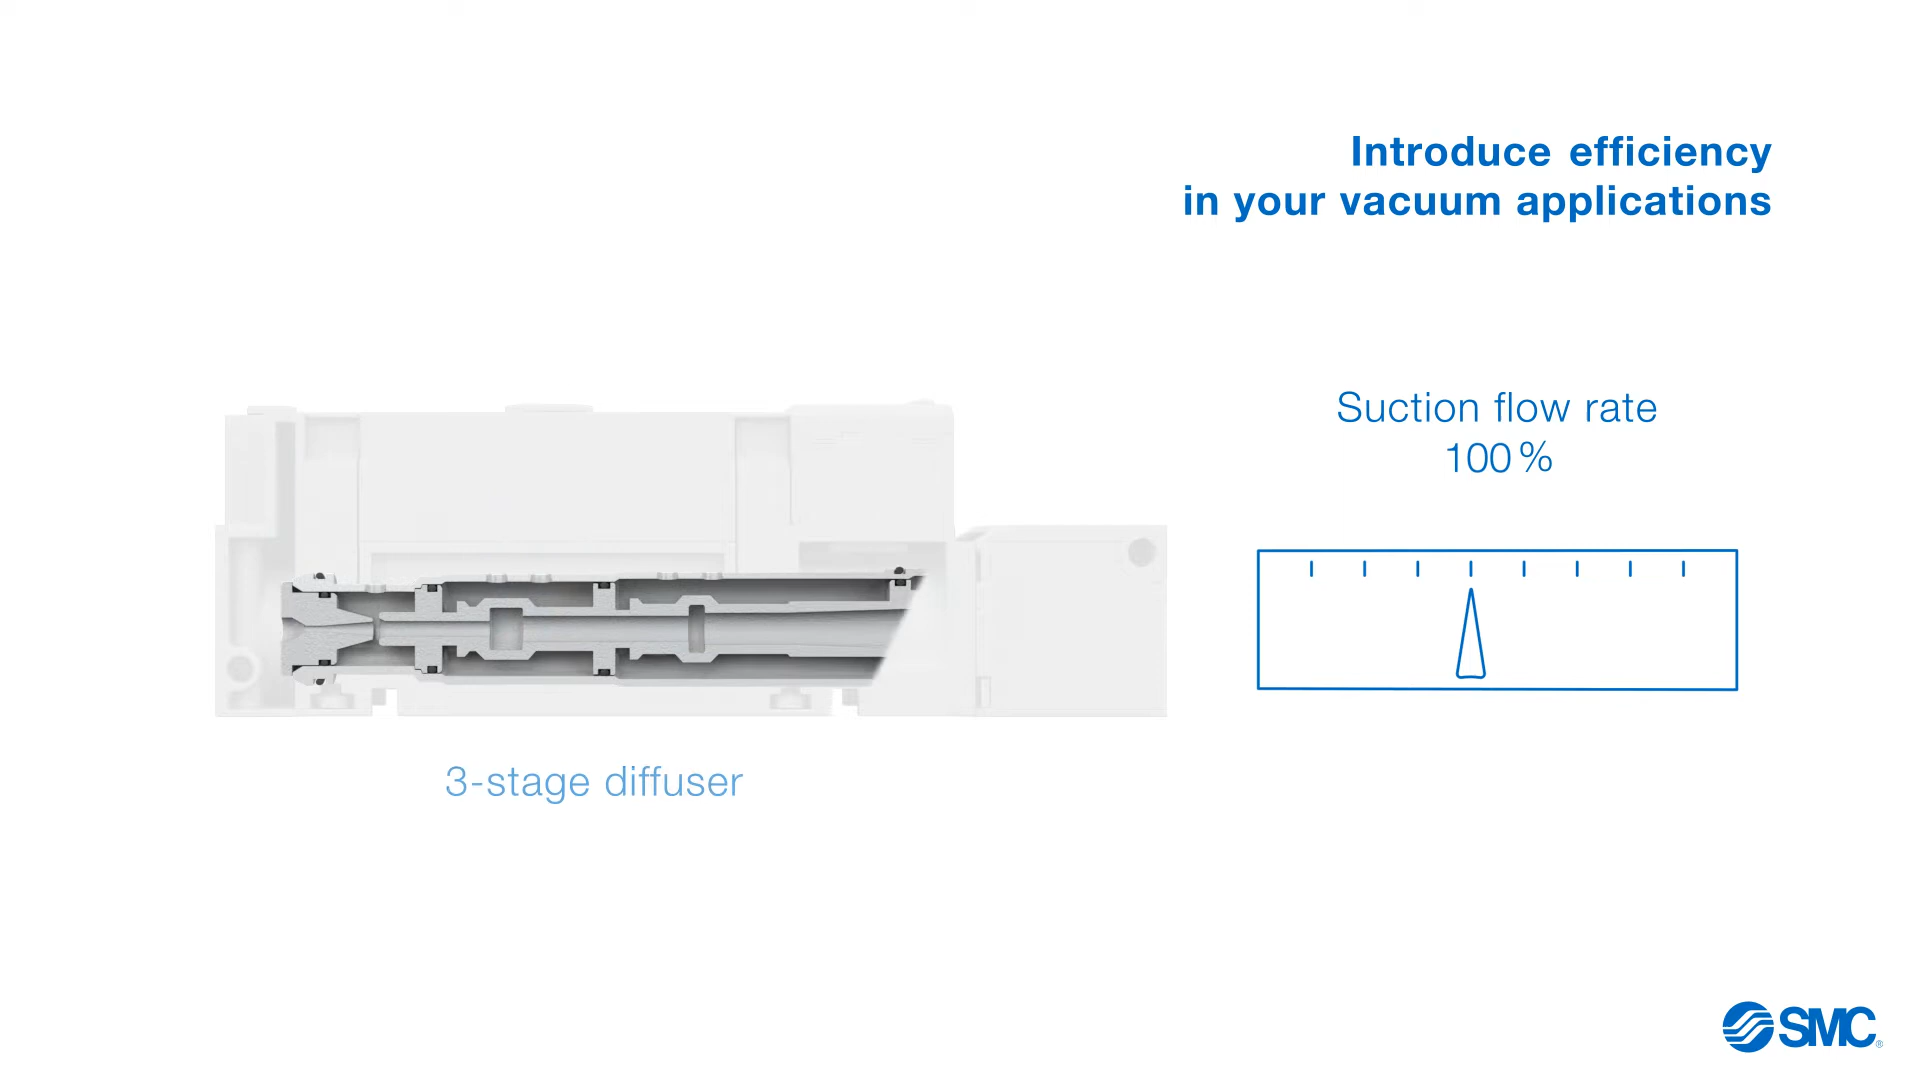 Introduce efficiency
in your vacuum applications
Suction flow rate
100 %
3-stage diffuser
SMC®